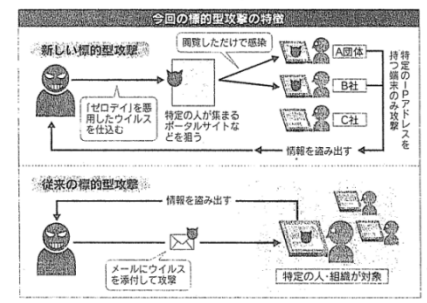 今回の標的型攻撃の特徴
新しい標的型攻撃
閲覧しただけで感染
「ゼロデイ」を悪
用したウイルス
を仕込む
特定の人が集まる
ポータルサイトな
どを狙う
A団体
B社
C社
特定のIPアドレスを
持つ端末のみ攻撃
情報を盗み出す
従来の標的型攻撃
情報を盗み出す
メールにウイルス
を添付して攻撃
特定の人・組織が対象